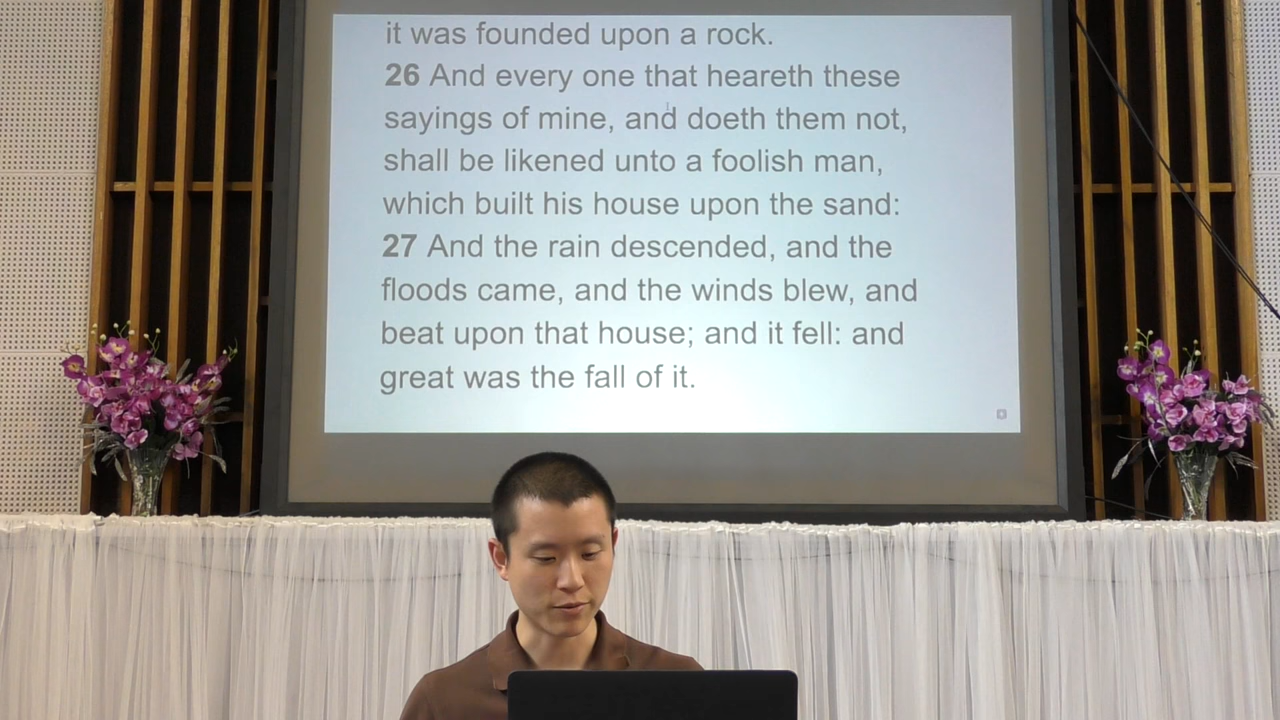 it was founded upon a rock.
26 And every one that heareth these
sayings of mine, and doeth them not,
shall be likened unto a foolish man,
which built his house upon the sand:
27 And the rain descended, and the
floods came, and the winds blew, and
beat upon that house; and it fell: and
great was the fall of it.